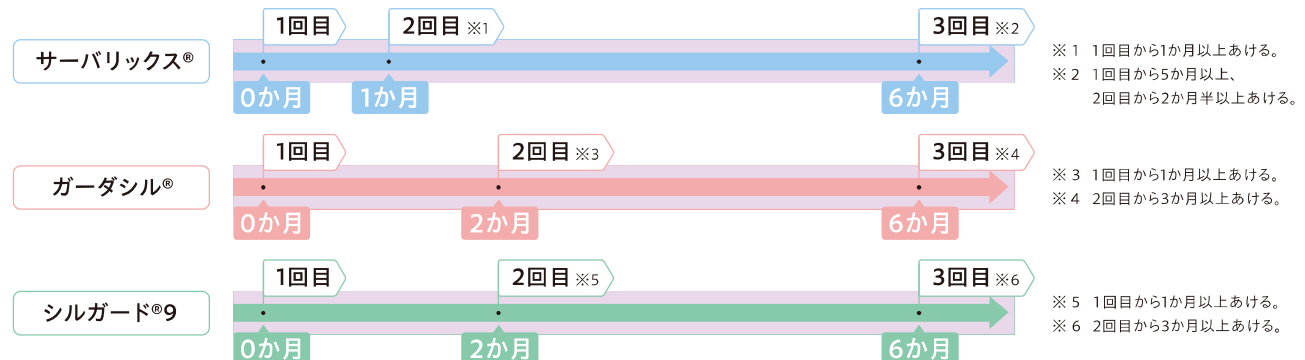 1回目
2回目 ※1
3回目 ※2
サーバリックス®
0か月
1か月
6か月
※1 1回目から1か月以上あける。
※2 1回目から5か月以上、
2回目から2か月半以上あける。
1回目
2回目 ※3
3回目 ※4
ガーダシル®
0か月
2か月
6か月
※3 1回目から1か月以上あける。
※4 2回目から3か月以上あける。
1回目
2回目 ※5
3回目 ※6
シルガード®9
0か月
2か月
6か月
※5 1回目から1か月以上あける。
※6 2回目から3か月以上あける。